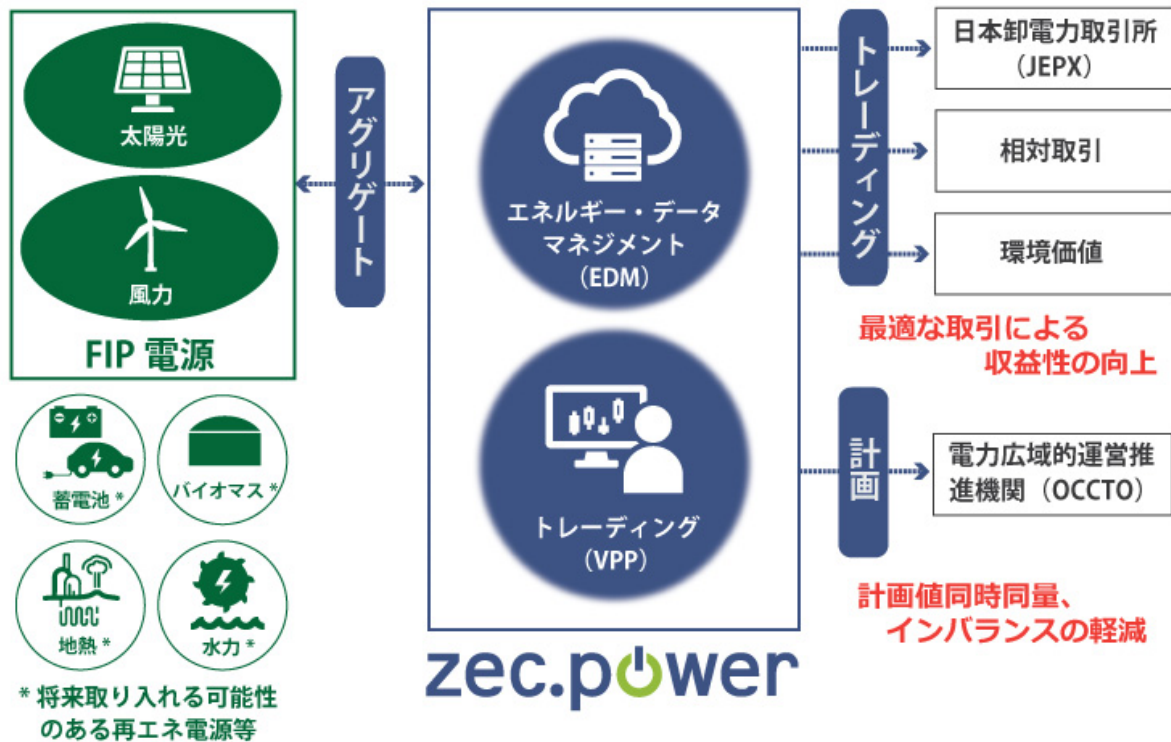 太陽光
風力
FIP 電源
蓄電池 *
バイオマス *
地熱 *
水力 *
* 将来取り入れる可能性
のある再エネ電源等
アグリゲート
エネルギー・データ
マネジメント
(EDM)
トレーディング
(VPP)
zec.power
トレーディング
日本卸電力取引所
(JEPX)
相対取引
環境価値
最適な取引による
収益性の向上
計画
電力広域的運営推
進機関(OCCTO)
計画値同時同量、
インバランスの軽減